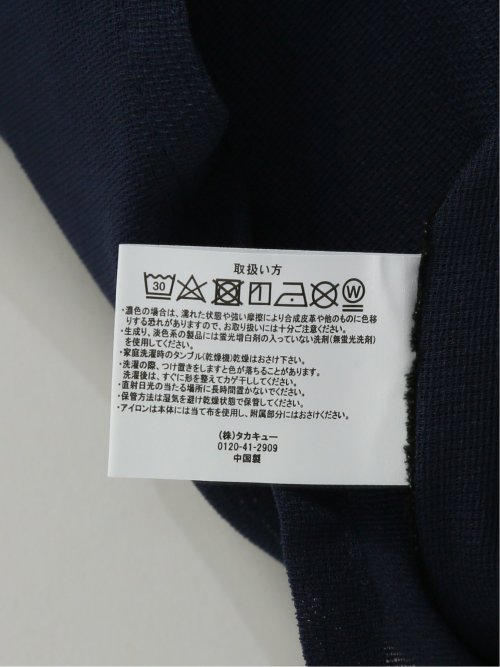 取扱い方
30 W
・濃色の場合は、濡れた状態や強い摩擦により合成皮革や他のものに色移
りする恐れがありますので、お取り扱いには十分ご注意ください。
・生成り、淡色系の製品には蛍光増白剤の入っていない洗剤(無蛍光洗剤)
を使用してください。
・家庭洗濯時のタンブル(乾燥機)乾燥はおさけ下さい。
・洗濯の際、つけ置きをしますと色が落ちることがあります。
洗濯後は、すぐに形を整えてカゲ干ししてください。
・直射日光の当たる場所に長時間置かないでください。
・保管方法は湿気を避け乾燥状態で保管してください。
・アイロンは本体には当て布を使用し、附属部分にはおさけください。
(株)タカキュー
0120-41-2909
中国製